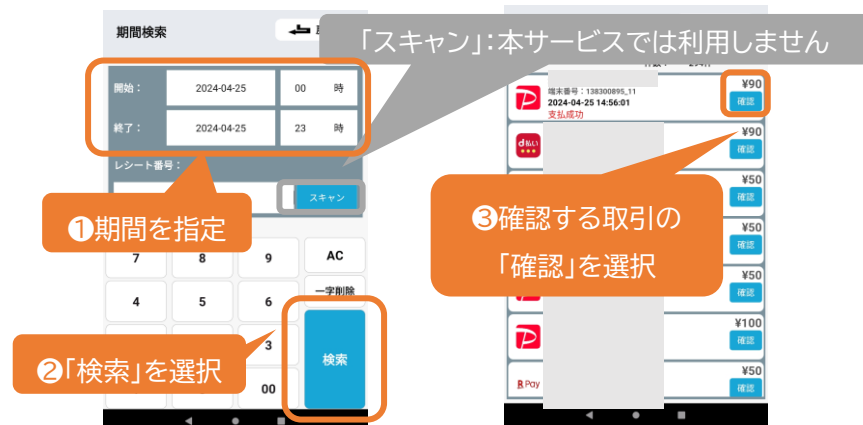 期間検索
「スキャン」:本サービスでは利用しません
開始：
2024-04-25
00
時
終了：
2024-04-25
23
時
レシート番号：
スキャン
❶期間を指定
7
8
9
AC
4
5
6
一字削除
3
検索
00
❷「検索」を選択
端末番号：138300895_11
2024-04-25 14:56:01
支払成功
¥90
確認
d払い
¥90
確認
¥50
確認
¥50
確認
¥50
確認
¥100
確認
R Pay
¥50
確認
❸確認する取引の
「確認」を選択